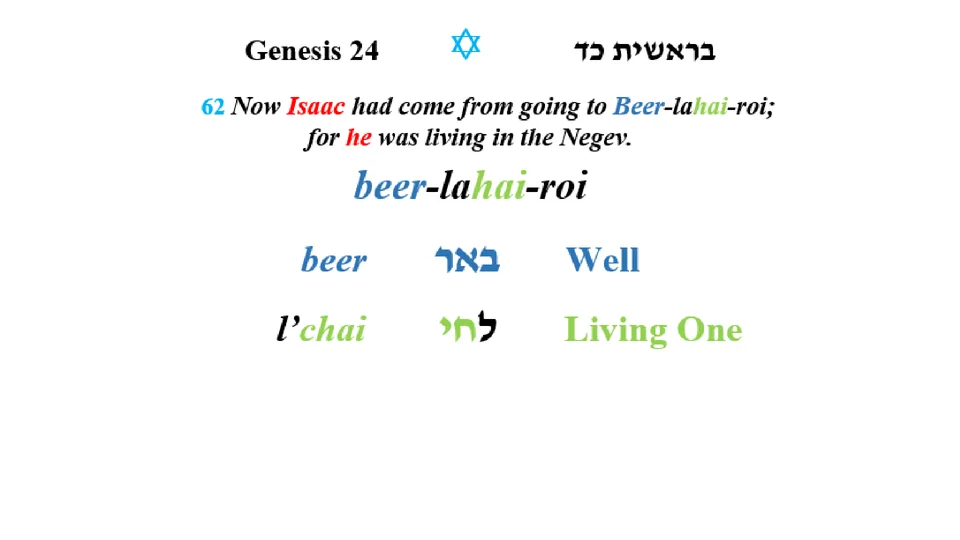 Genesis 24 בראשית כד
62 Now Isaac had come from going to Beer-lahai-roi;
for he was living in the Negev.
beer-lahai-roi
beer באר Well
l’chai לחי Living One